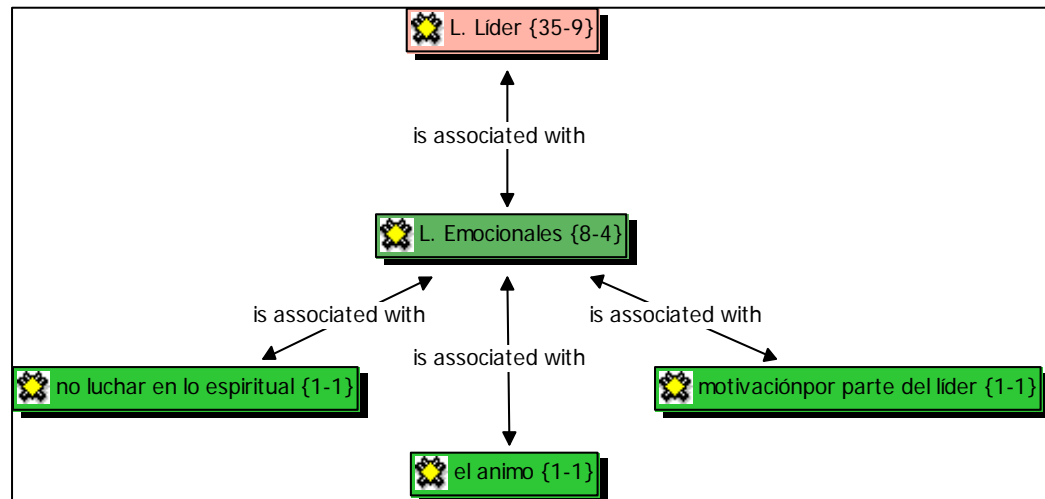 L. Líder {35-9}
is associated with
L. Emocionales {8-4}
is associated with
is associated with
is associated with
no luchar en lo espiritual {1-1}
motivaciónpor parte del líder {1-1}
el animo {1-1}